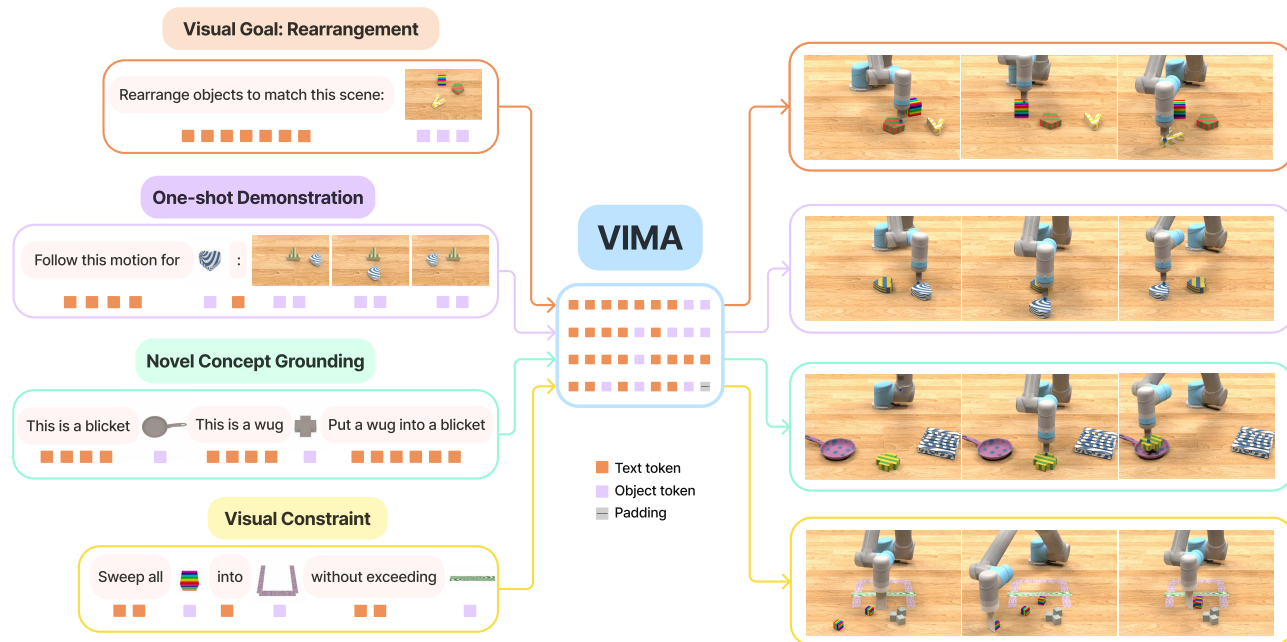 Visual Goal: Rearrangement
Rearrange objects to match this scene:
One-shot Demonstration
Follow this motion for :
Novel Concept Grounding
This is a blicket This is a wug Put a wug into a blicket
Visual Constraint
Sweep all into without exceeding
VIMA
Text token
Object token
Padding